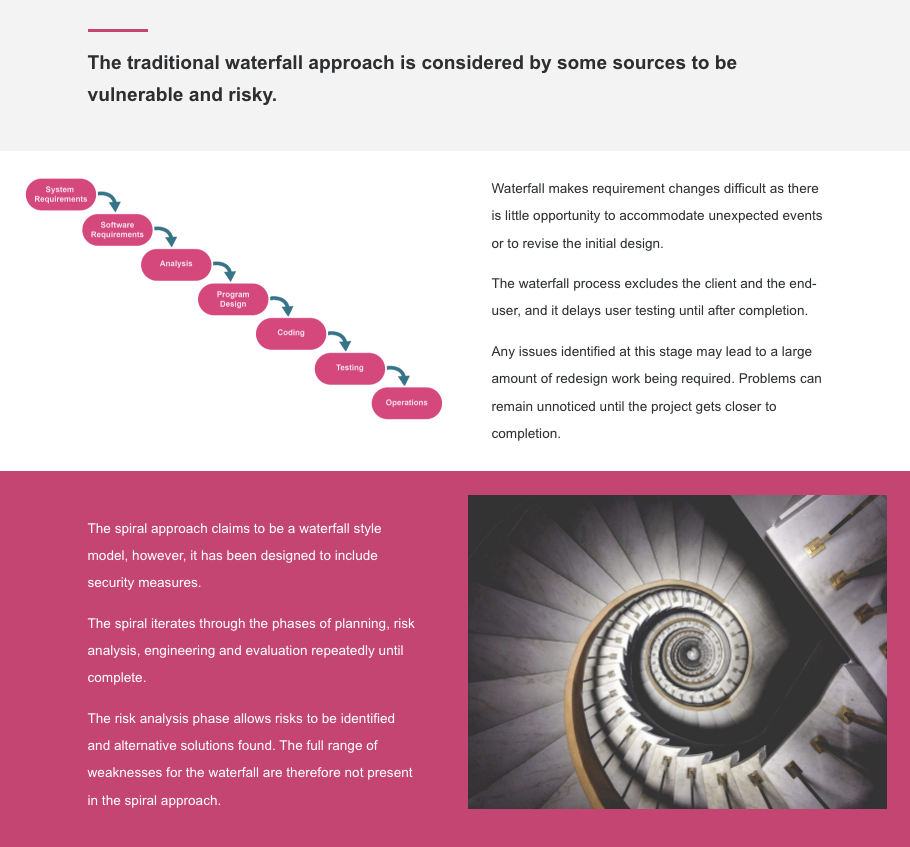 The traditional waterfall approach is considered by some sources to be
vulnerable and risky.
System
Requirements
Software
Requirements
Analysis
Program
Design
Coding
Testing
Operations
Waterfall makes requirement changes difficult as there
is little opportunity to accommodate unexpected events
or to revise the initial design.
The waterfall process excludes the client and the end-
user, and it delays user testing until after completion.
Any issues identified at this stage may lead to a large
amount of redesign work being required. Problems can
remain unnoticed until the project gets closer to
completion.
The spiral approach claims to be a waterfall style
model, however, it has been designed to include
security measures.
The spiral iterates through the phases of planning, risk
analysis, engineering and evaluation repeatedly until
complete.
The risk analysis phase allows risks to be identified
and alternative solutions found. The full range of
weaknesses for the waterfall are therefore not present
in the spiral approach.